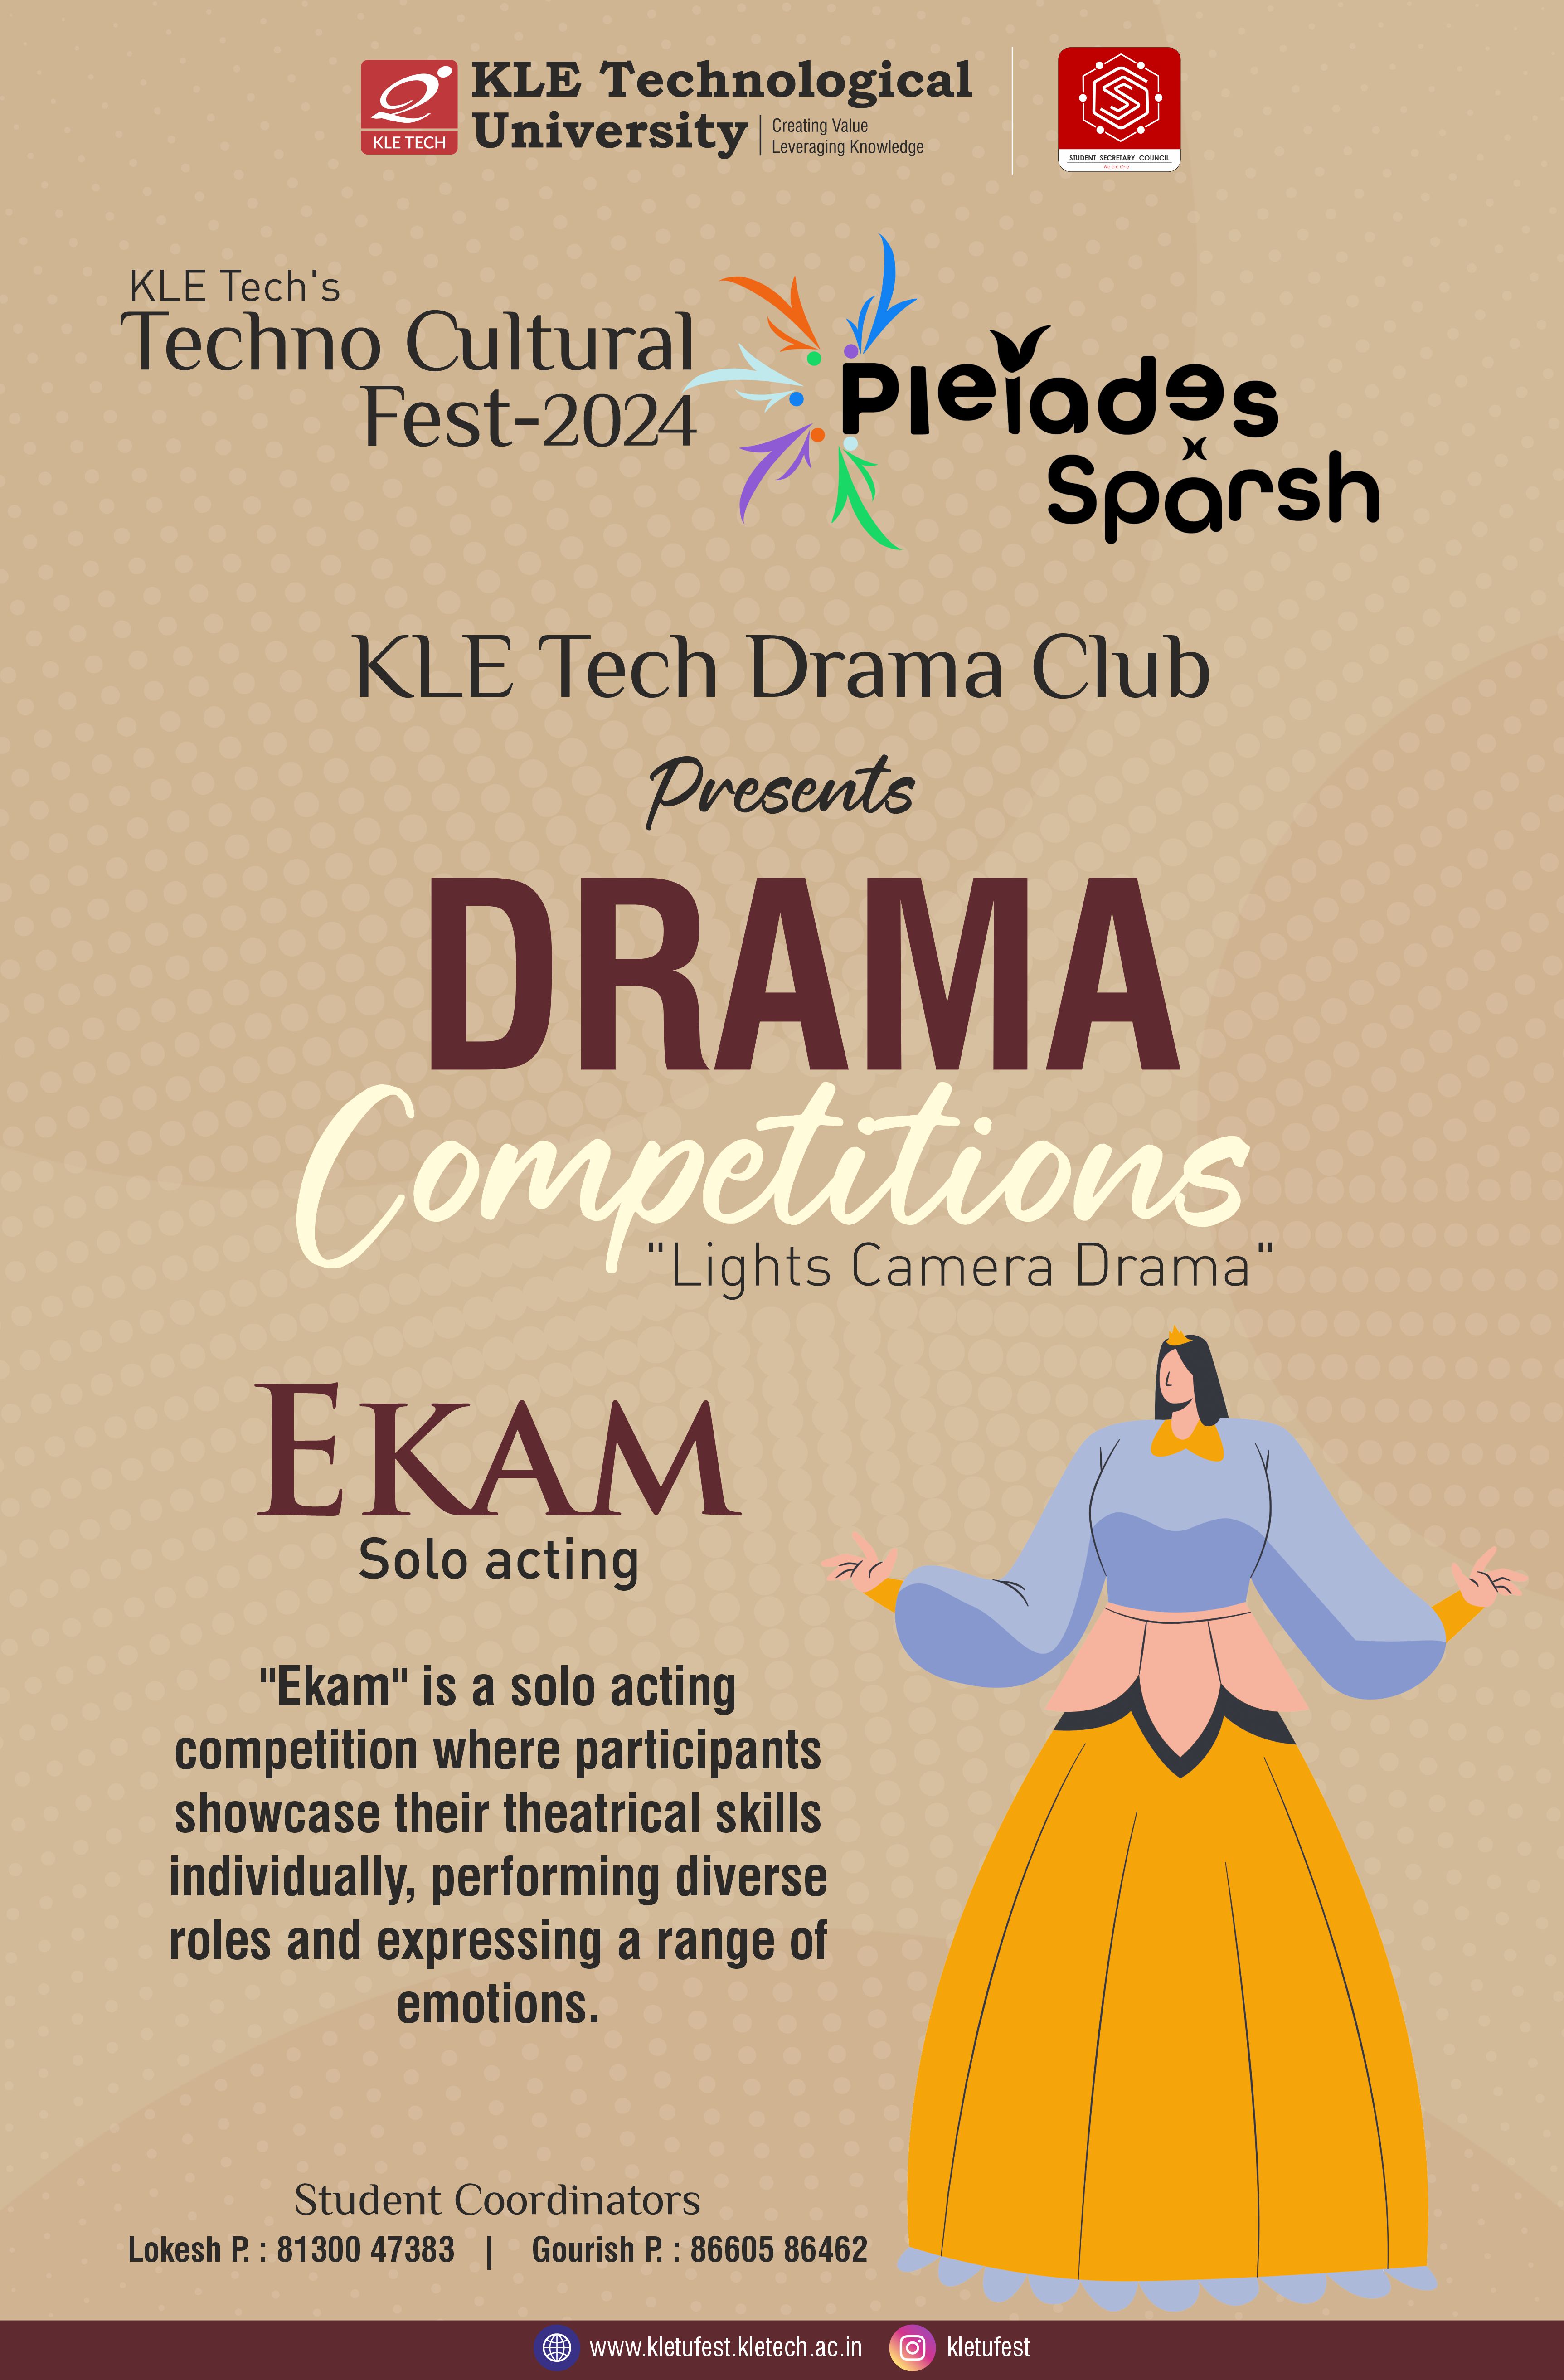 KLE TECH
KLE Technological
University
Creating Value
Leveraging Knowledge
STUDENT SECRETARY COUNCIL
We are One
KLE Tech's
Techno Cultural
Fest-2024
Pleiades
x
Sparsh
KLE Tech Drama Club
Presents
DRAMA
Competitions
"Lights Camera Drama"
EKAM
Solo acting
"Ekam" is a solo acting
competition where participants
showcase their theatrical skills
individually, performing diverse
roles and expressing a range of
emotions.
Student Coordinators
Lokesh P. : 81300 47383 | Gourish P. : 86605 86462
www.kletufest.kletech.ac.in kletufest